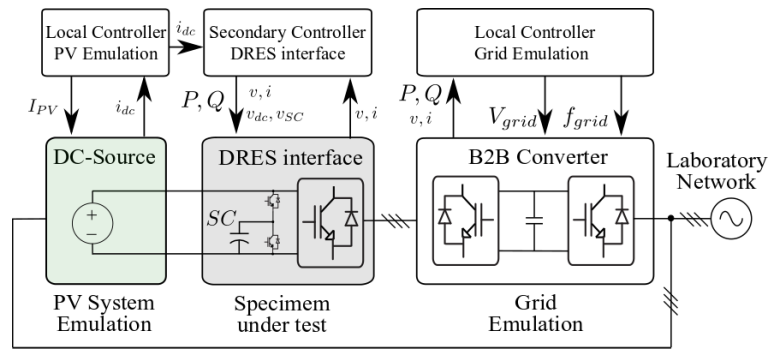 Local Controller
PV Emulation
i_dc
Secondary Controller
DRES interface
Local Controller
Grid Emulation
I_PV
i_dc
P, Q
v, i
v_dc, v_SC
v, i
P, Q
v, i
V_grid
f_grid
DC-Source
DRES interface
B2B Converter
Laboratory
Network
+
−
SC
PV System
Emulation
Specimem
under test
Grid
Emulation